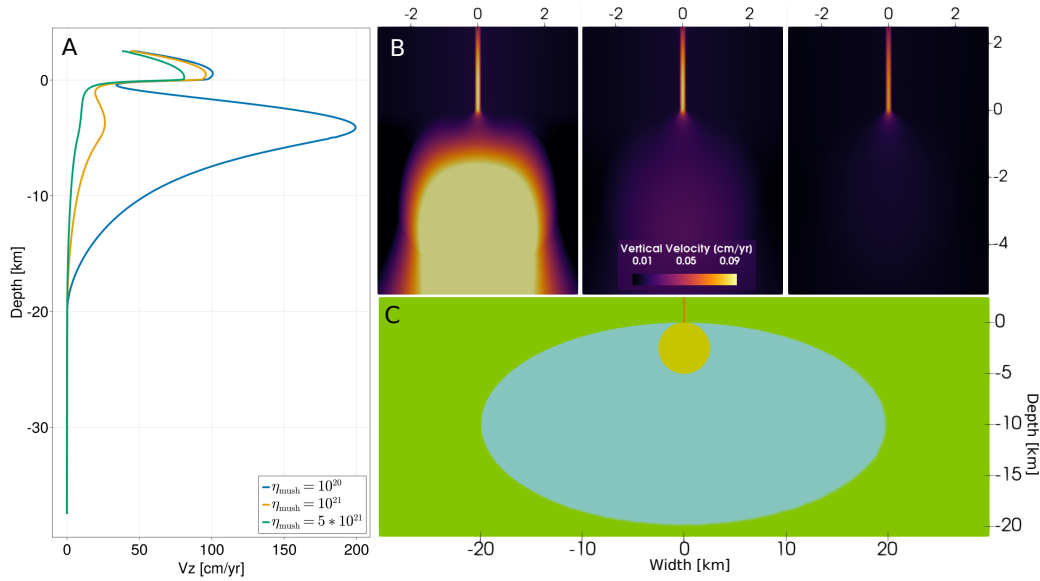 A
0
-10
-20
-30
Depth [km]
0
50
100
150
200
Vz [cm/yr]
η_mush = 10^20
η_mush = 10^21
η_mush = 5 * 10^21
-2 0 2 -2 0 2 -2 0 2
B
2
0
-2
-4
Vertical Velocity [cm/yr]
0.01 0.05 0.09
C
0
-5
-10
-15
-20
Depth [km]
-20 -10 0 10 20
Width [km]